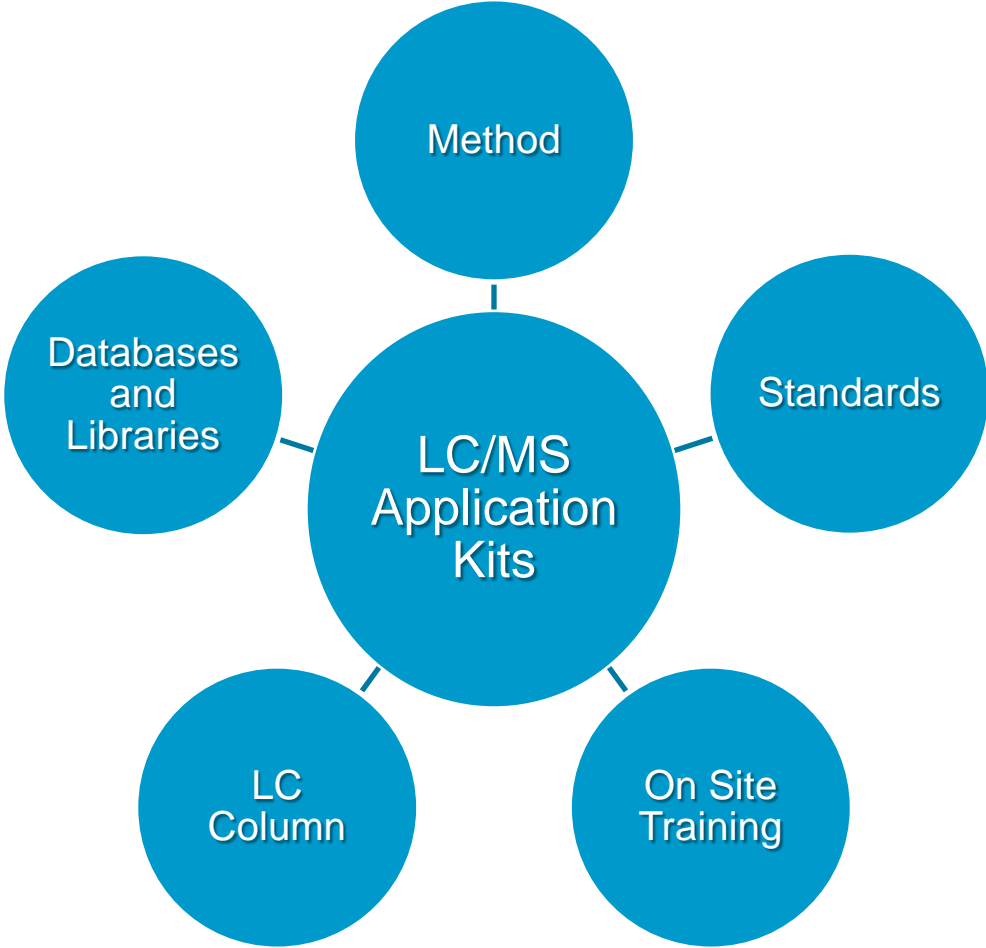 Method
Databases
and
Libraries
Standards
LC/MS
Application
Kits
LC
Column
On Site
Training